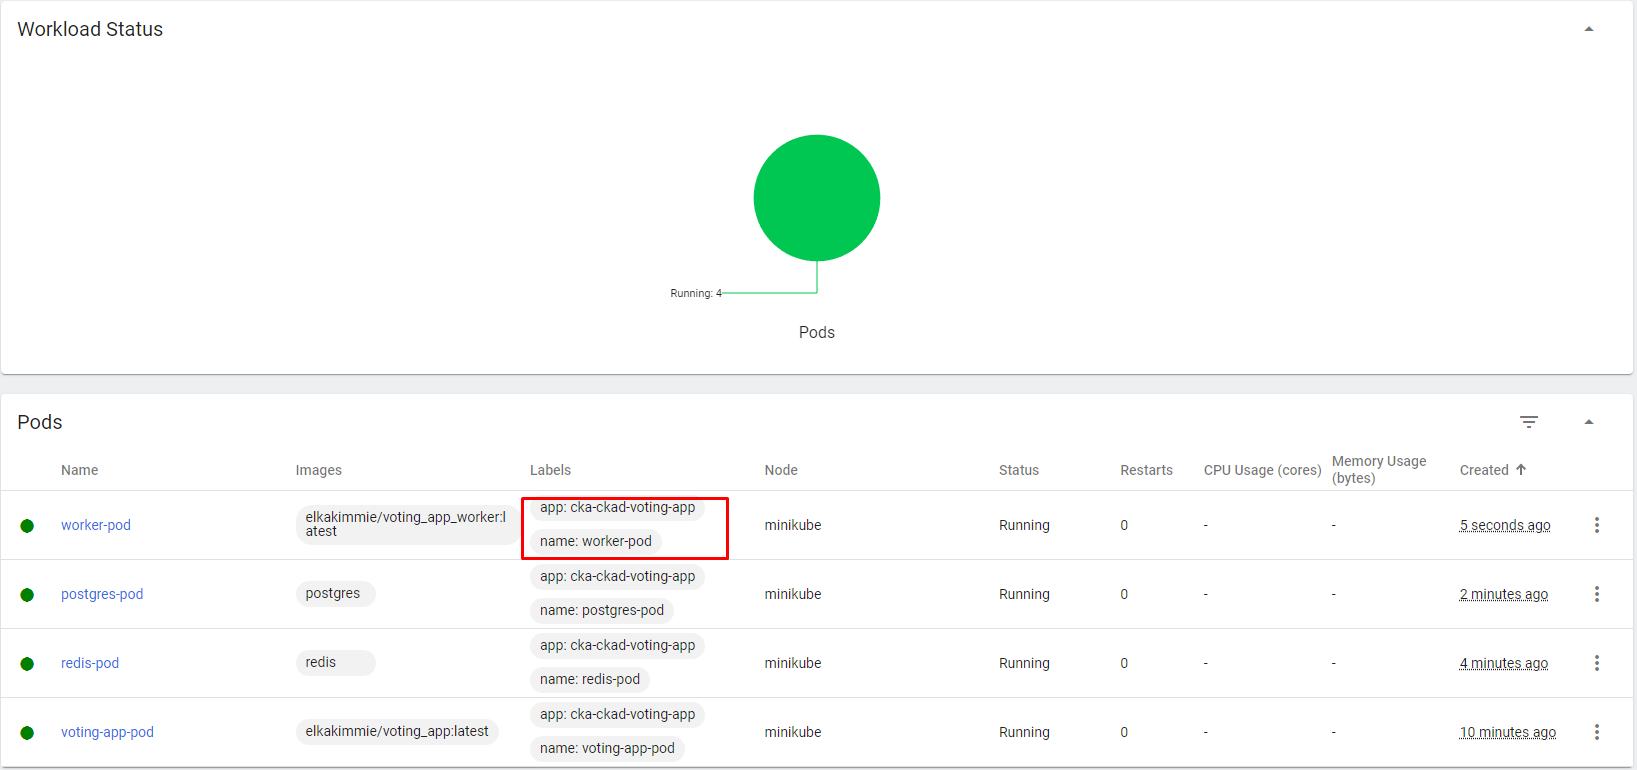 Workload Status
Running: 4
Pods
Pods
Name Images Labels Node Status Restarts CPU Usage (cores) Memory Usage (bytes) Created
worker-pod elkakimmie/voting_app_worker:l
atest app: cka-ckad-voting-app
name: worker-pod minikube Running 0 - - 5 seconds ago
postgres-pod postgres app: cka-ckad-voting-app
name: postgres-pod minikube Running 0 - - 2 minutes ago
redis-pod redis app: cka-ckad-voting-app
name: redis-pod minikube Running 0 - - 4 minutes ago
voting-app-pod elkakimmie/voting_app:latest app: cka-ckad-voting-app
name: voting-app-pod minikube Running 0 - - 10 minutes ago